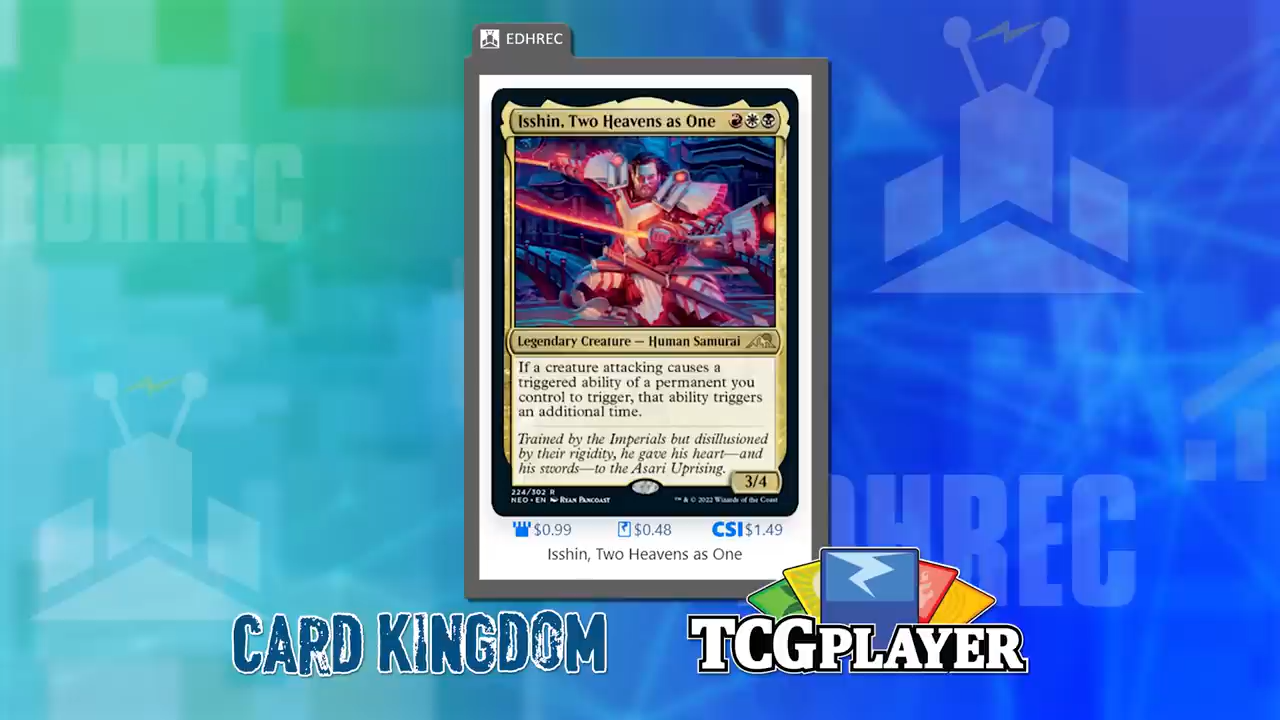 EDHREC
Isshin, Two Heavens as One
EDHREC
Legendary Creature — Human Samurai
If a creature attacking causes a
triggered ability of a permanent you
control to trigger, that ability triggers
an additional time.
Trained by the Imperials but disillusioned
by their rigidity, he gave his heart—and
his swords—to the Asari Uprising.
3/4
224/302 R
NEO • EN Ryan Pancoast
™ & © 2022 Wizards of the Coast
$0.99 $0.48 CSI $1.49
Isshin, Two Heavens as One
EDHREC
CARD KINGDOM
TCGPLAYER